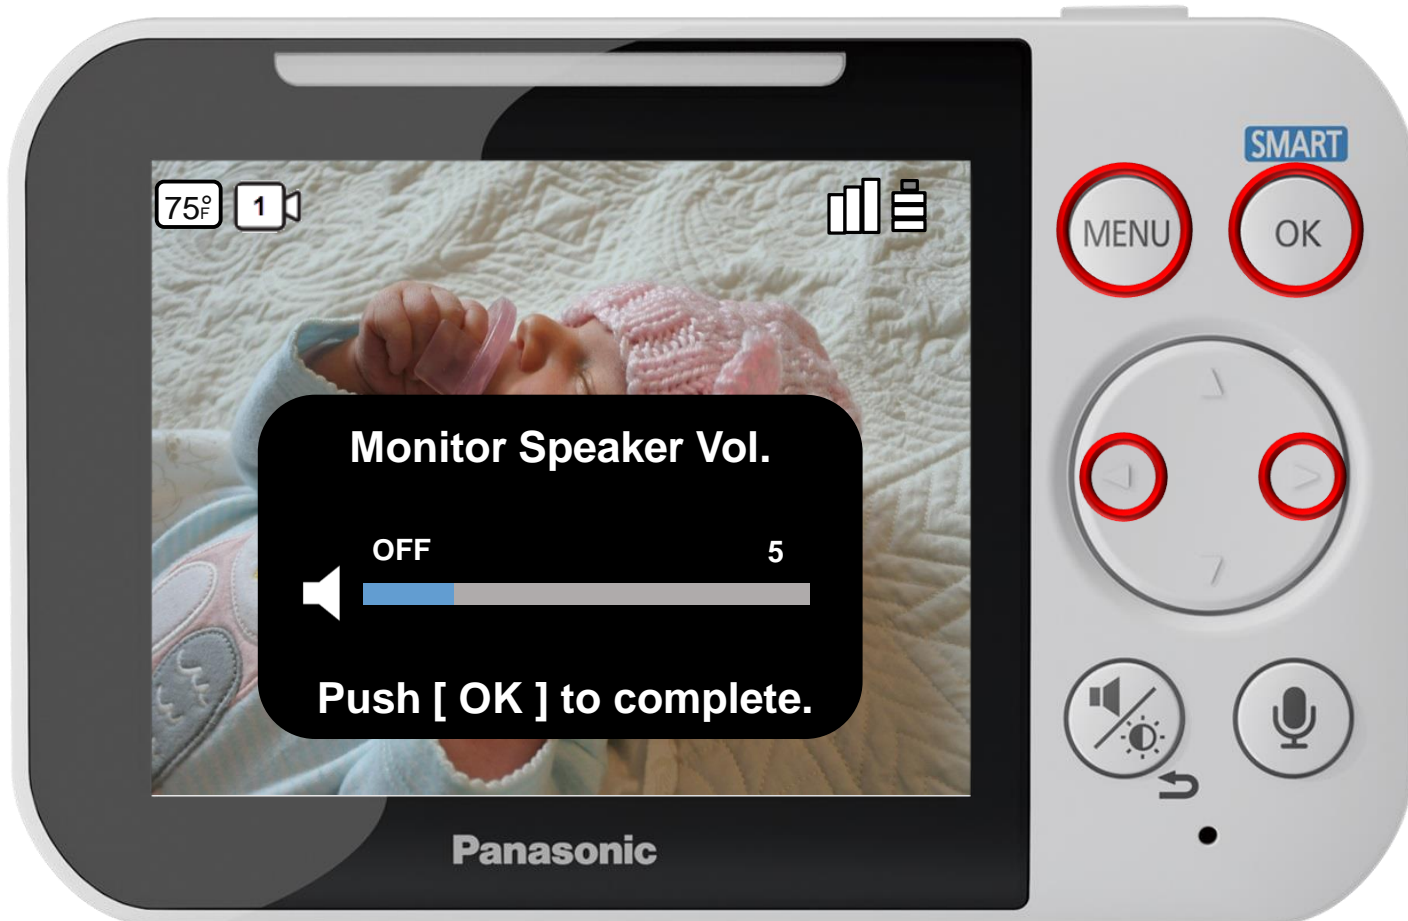 SMART
75°F
1
MENU
OK
Monitor Speaker Vol.
OFF
5
Push [ OK ] to complete.
Panasonic